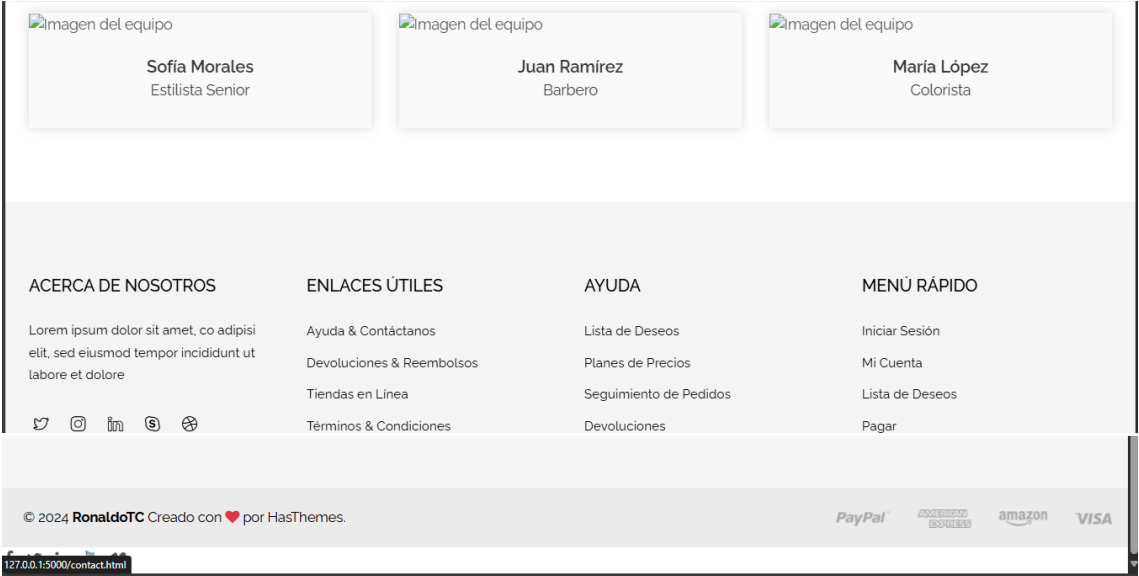 Imagen del equipo
Sofía Morales
Estilista Senior
Imagen del equipo
Juan Ramírez
Barbero
Imagen del equipo
María López
Colorista
ACERCA DE NOSOTROS
Lorem ipsum dolor sit amet, co adipisi
elit, sed eiusmod tempor incididunt ut
labore et dolore
ENLACES ÚTILES
Ayuda & Contáctanos
Devoluciones & Reembolsos
Tiendas en Línea
Términos & Condiciones
AYUDA
Lista de Deseos
Planes de Precios
Seguimiento de Pedidos
Devoluciones
MENÚ RÁPIDO
Iniciar Sesión
Mi Cuenta
Lista de Deseos
Pagar
© 2024 RonaldoTC Creado con ❤ por HasThemes.
PayPal
AMERICAN EXPRESS
amazon
VISA
127.0.0.1:5000/contact.html